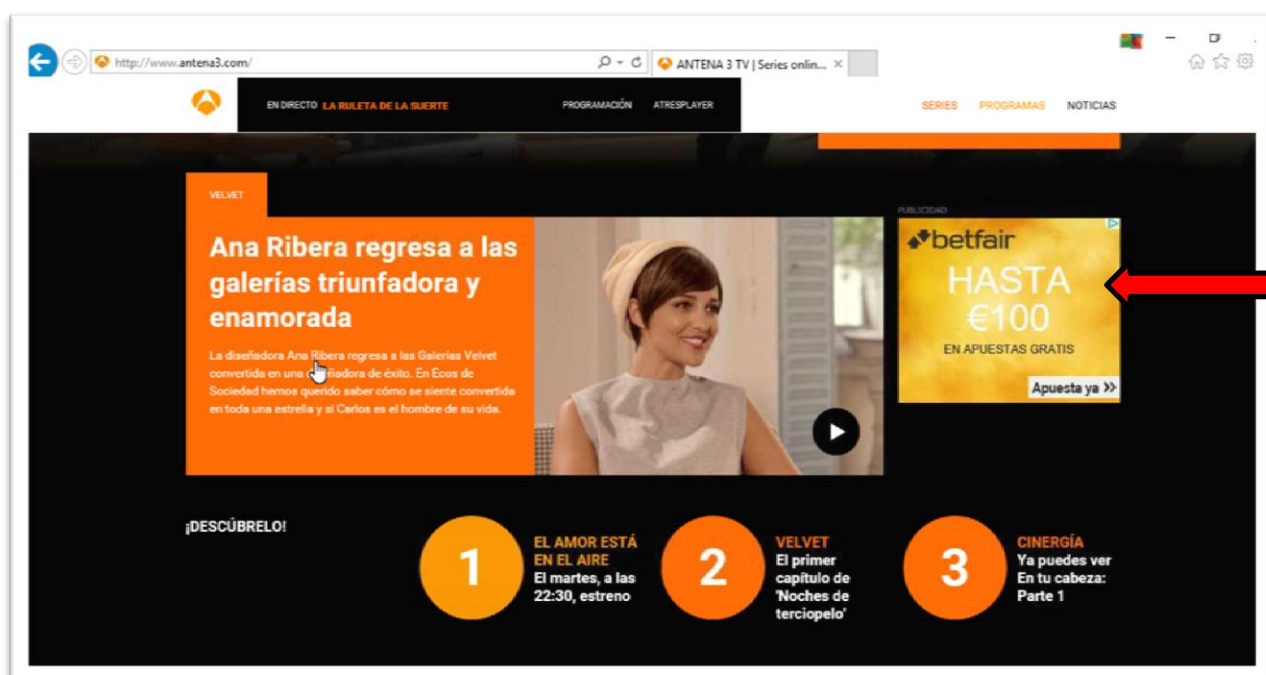 http://www.antena3.com/
ANTENA 3 TV | Series onlin...
EN DIRECTO LA RULETA DE LA SUERTE
PROGRAMACIÓN
ATRESPLAYER
SERIES
PROGRAMAS
NOTICIAS
VELVET
Ana Ribera regresa a las
galerías triunfadora y
enamorada
La diseñadora Ana Ribera regresa a las Galerías Velvet
convertida en una
de éxito. En Ecos de
Sociedad hemos querido saber cómo se siente convertida
en toda una estrella y si Carlos es el hombre de su vida.
PUBLICIDAD
betfair
HASTA
€100
EN APUESTAS GRATIS
Apuesta ya >>
¡DESCÚBRELO!
1
EL AMOR ESTÁ
EN EL AIRE
El martes, a las
22:30, estreno
2
VELVET
El primer
capítulo de
'Noches de
terciopelo'
3
CINERGÍA
Ya puedes ver
En tu cabeza:
Parte 1